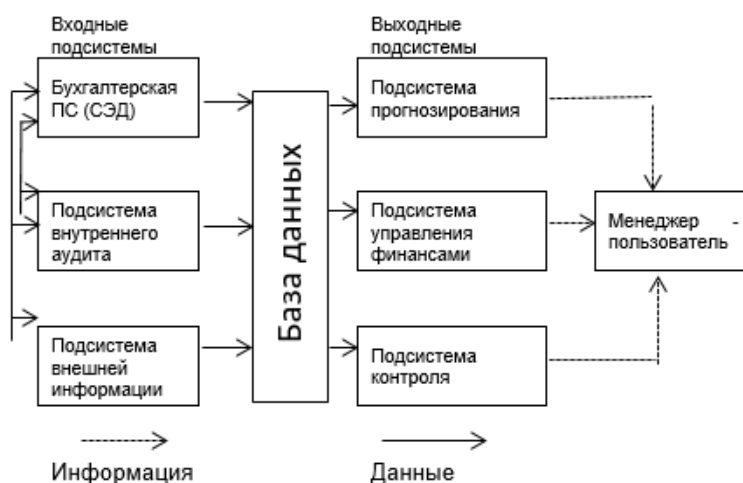 Входные
подсистемы
Бухгалтерская
ПС (СЭД)
Подсистема
внутреннего
аудита
Подсистема
внешней
информации
База данных
Выходные
подсистемы
Подсистема
прогнозирования
Подсистема
управления
финансами
Подсистема
контроля
Менеджер -
пользователь
Информация
Данные